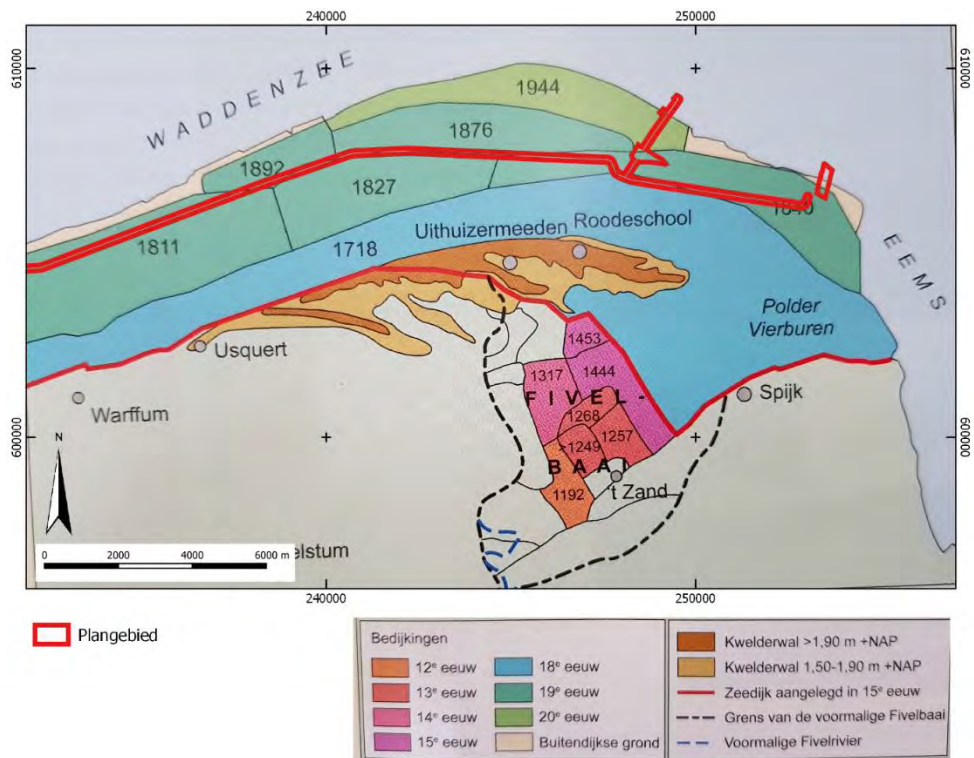 240000
250000
610000
610000
WADDENZEE
1944
1876
1892
1827
1811
1840
1718
Uithuizermeeden
Roodeschool
EEMS
Polder
Vierburen
Usquert
1453
1317
1444
FIVEL-
Spijk
Warffum
1268
600000
600000
>1249
1257
BAAI
't Zand
1192
N
elstum
0
2000
4000
6000 m
240000
250000
Plangebied
Bedijkingen
12e eeuw
13e eeuw
14e eeuw
15e eeuw
18e eeuw
19e eeuw
20e eeuw
Buitendijkse grond
Kwelderwal >1,90 m +NAP
Kwelderwal 1,50-1,90 m +NAP
Zeedijk aangelegd in 15e eeuw
Grens van de voormalige Fivelbaai
Voormalige Fivelrivier